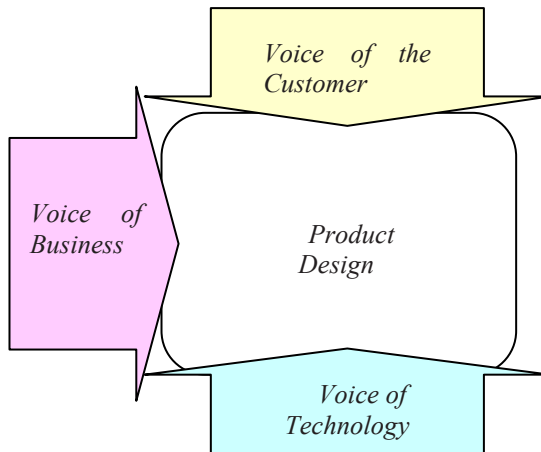 Voice of the
Customer
Voice of
Business
Product
Design
Voice of
Technology